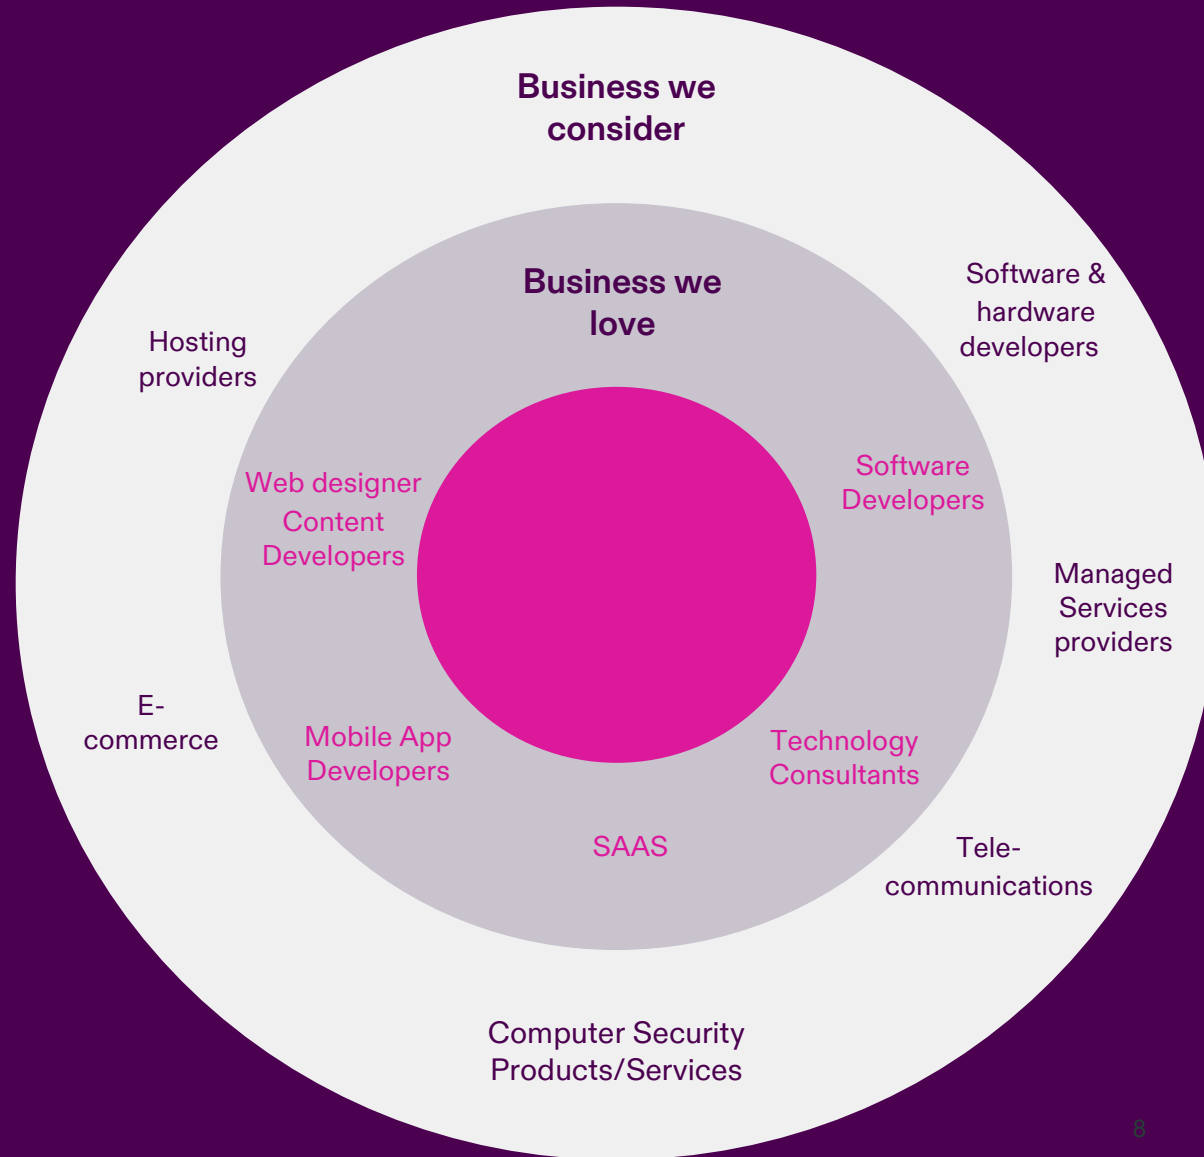 Business we
consider
Business we
love
Hosting
providers
Software &
hardware
developers
Web designer
Content
Developers
Software
Developers
Managed
Services
providers
E-
commerce
Mobile App
Developers
Technology
Consultants
SAAS
Tele-
communications
Computer Security
Products/Services
8